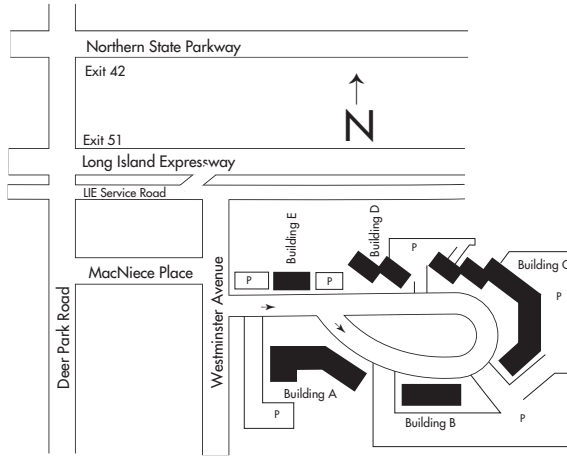 Northern State Parkway
Exit 42
N
Exit 51
Long Island Expressway
LIE Service Road
MacNiece Place
Deer Park Road
Westminster Avenue
Building E
Building D
P
P
P
Building C
P
Building A
P
Building B
P